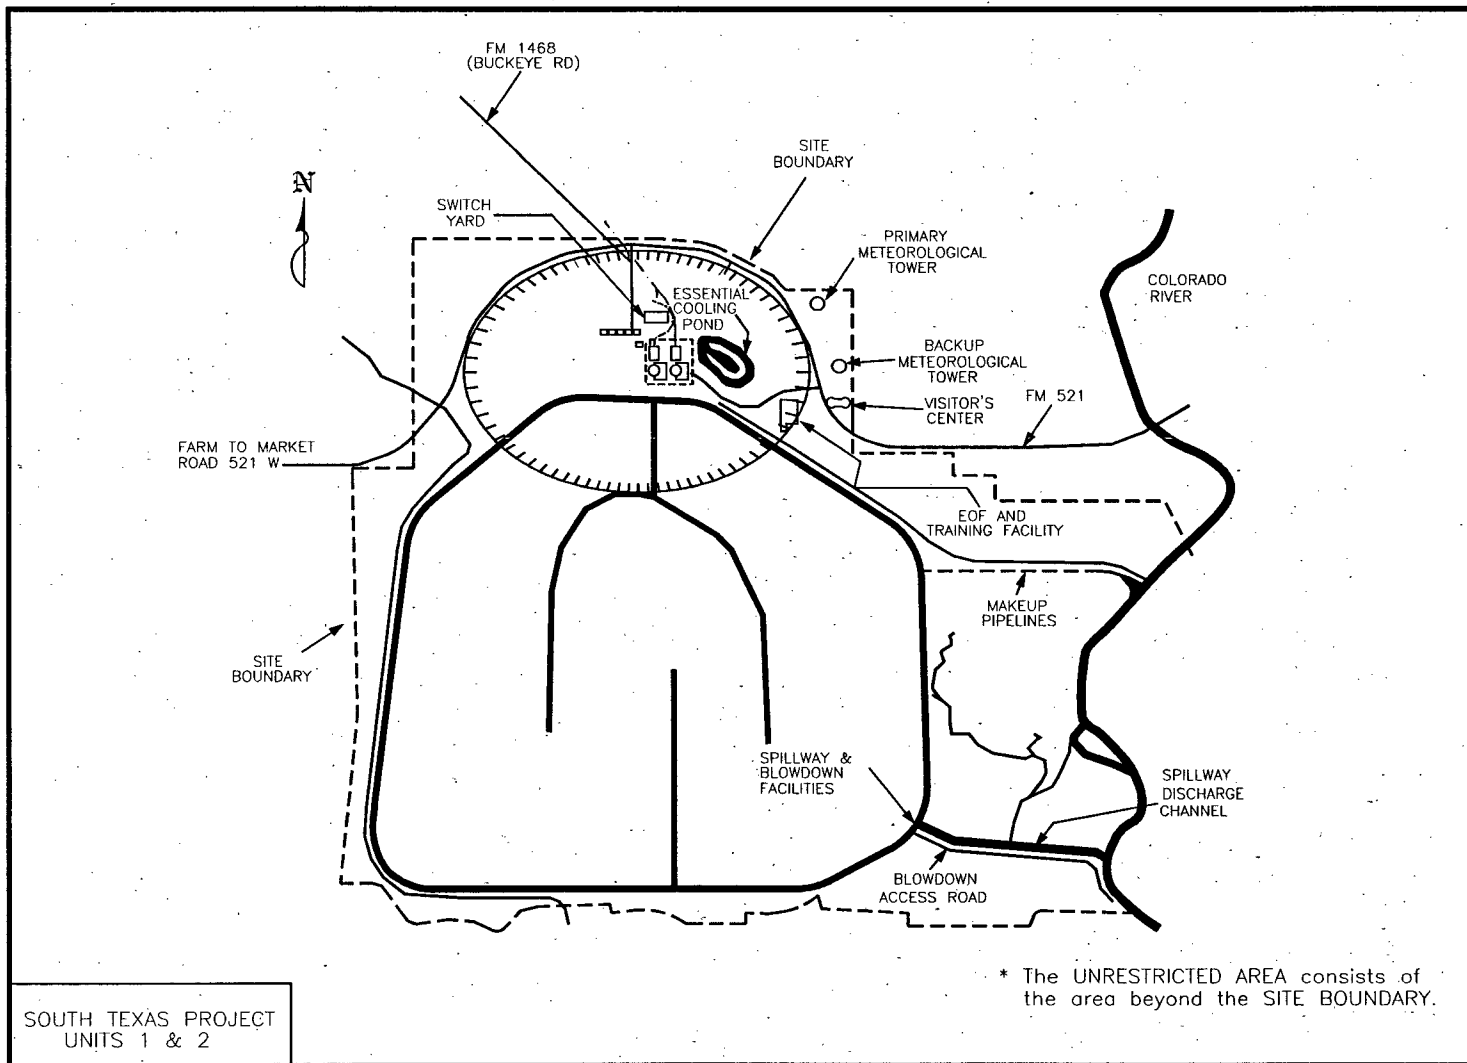 FM 1468
(BUCKEYE RD)
SITE
BOUNDARY
N
SWITCH
YARD
PRIMARY
METEOROLOGICAL
TOWER
COLORADO
RIVER
ESSENTIAL
COOLING
POND
BACKUP
METEOROLOGICAL
TOWER
FM 521
VISITOR'S
CENTER
FARM TO MARKET
ROAD 521 W
EOF AND
TRAINING FACILITY
MAKEUP
PIPELINES
SITE
BOUNDARY
SPILLWAY &
BLOWDOWN
FACILITIES
SPILLWAY
DISCHARGE
CHANNEL
BLOWDOWN
ACCESS ROAD
* The UNRESTRICTED AREA consists of
the area beyond the SITE BOUNDARY.
SOUTH TEXAS PROJECT
UNITS 1 & 2